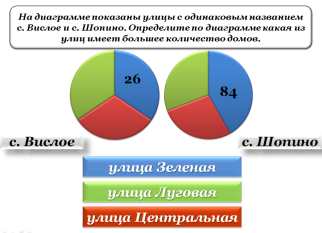 На диаграмме показаны улицы с одинаковым названием
с. Вислое и с. Шопино. Определите по диаграмме какая из
улиц имеет большее количество домов.
26
84
с. Вислое
с. Шопино
улица Зеленая
улица Луговая
улица Центральная